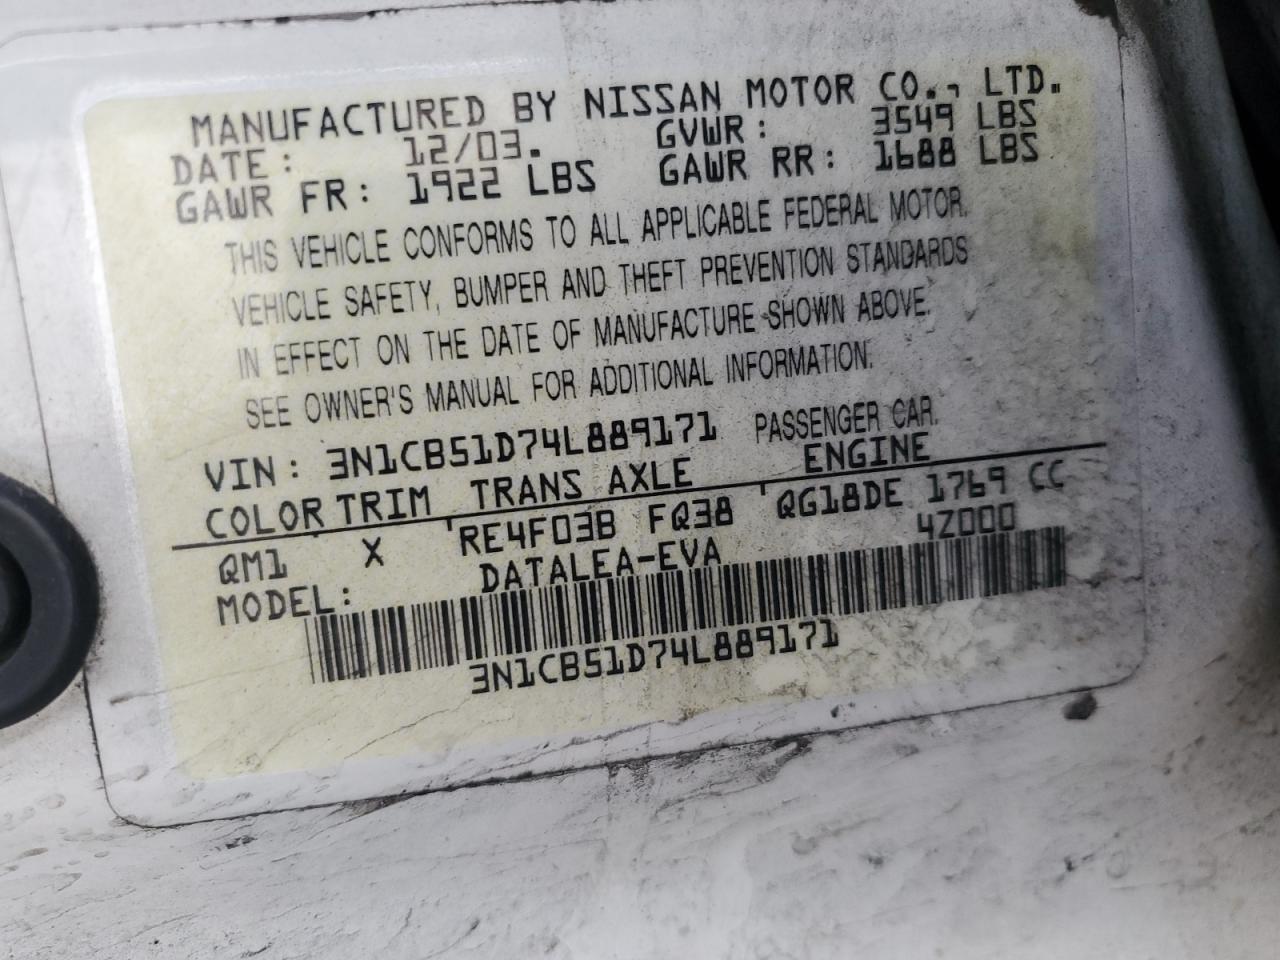 MANUFACTURED BY NISSAN MOTOR CO., LTD.
DATE: 12/03. GVWR: 3549 LBS
GAWR FR: 1922 LBS GAWR RR: 1688 LBS
THIS VEHICLE CONFORMS TO ALL APPLICABLE FEDERAL MOTOR
VEHICLE SAFETY, BUMPER AND THEFT PREVENTION STANDARDS
IN EFFECT ON THE DATE OF MANUFACTURE SHOWN ABOVE.
SEE OWNER'S MANUAL FOR ADDITIONAL INFORMATION.
VIN: 3N1CB51D74L889171 PASSENGER CAR.
COLOR TRIM TRANS AXLE ENGINE
QM1 X RE4F03B FQ38 QG18DE 1769 CC
MODEL: DATALEA-EVA 4Z000
3N1CB51D74L889171